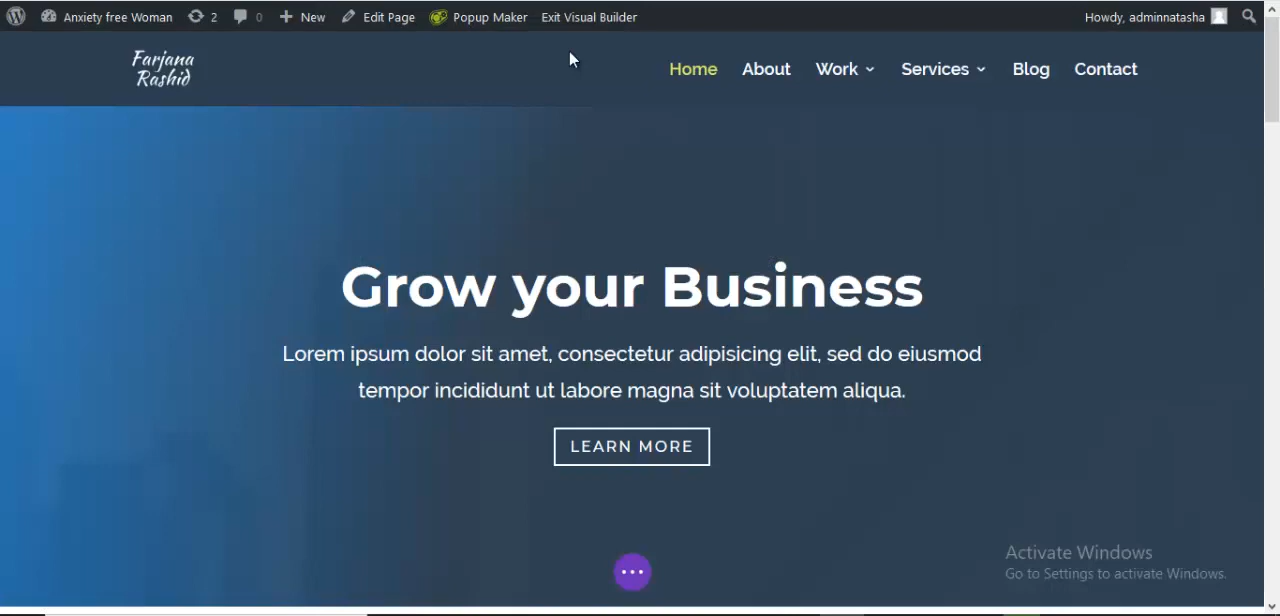 Anxiety free Woman 2 0 New Edit Page Popup Maker Exit Visual Builder Howdy, adminnatasha
Farjana
Rashid
Home About Work Services Blog Contact
Grow your Business
Lorem ipsum dolor sit amet, consectetur adipisicing elit, sed do eiusmod
tempor incididunt ut labore magna sit voluptatem aliqua.
LEARN MORE
Activate Windows
Go to Settings to activate Windows.